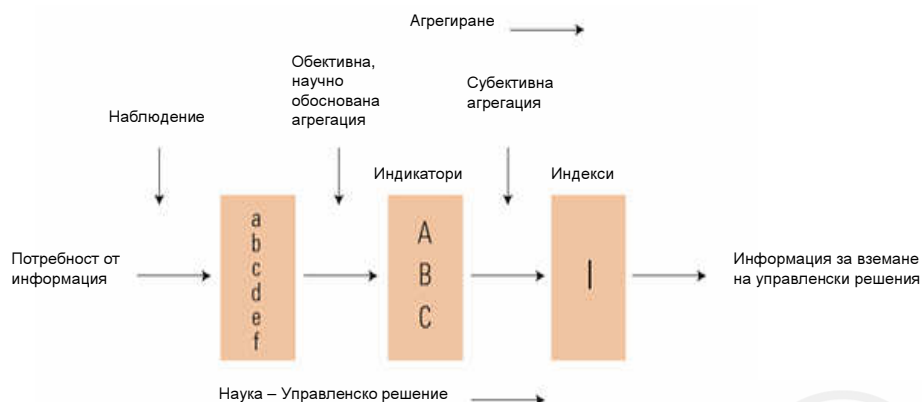 Агрегиране
Обективна,
научно
обоснована
агрегация
Субективна
агрегация
Наблюдение
Индикатори
Индекси
Потребност от
информация
a
b
c
d
e
f
A
B
C
I
Информация за вземане
на управленски решения
Наука – Управленско решение